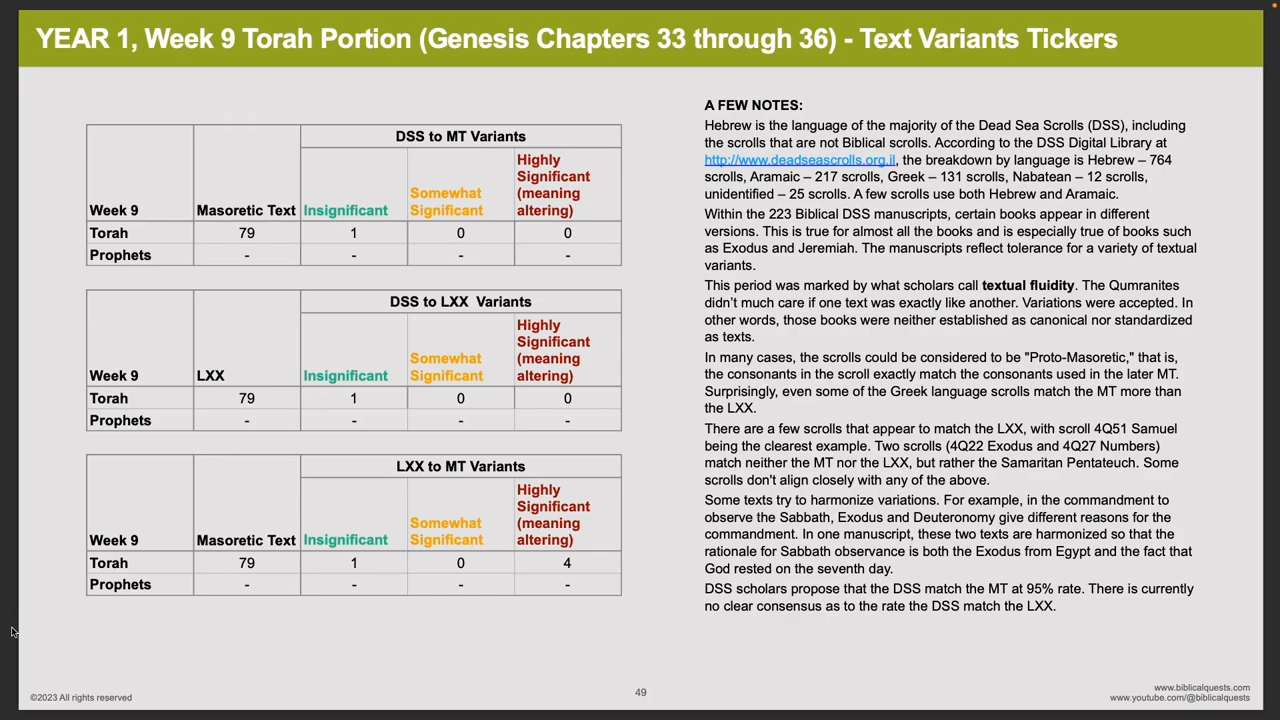 YEAR 1, Week 9 Torah Portion (Genesis Chapters 33 through 36) - Text Variants Tickers
DSS to MT Variants
Week 9 Masoretic Text Insignificant Somewhat Significant Highly Significant (meaning altering)
Torah 79 1 0 0
Prophets - - - -
DSS to LXX Variants
Week 9 LXX Insignificant Somewhat Significant Highly Significant (meaning altering)
Torah 79 1 0 0
Prophets - - - -
LXX to MT Variants
Week 9 Masoretic Text Insignificant Somewhat Significant Highly Significant (meaning altering)
Torah 79 1 0 4
Prophets - - - -
A FEW NOTES:
Hebrew is the language of the majority of the Dead Sea Scrolls (DSS), including
the scrolls that are not Biblical scrolls. According to the DSS Digital Library at
http://www.deadseascrolls.org.il, the breakdown by language is Hebrew – 764
scrolls, Aramaic – 217 scrolls, Greek – 131 scrolls, Nabatean – 12 scrolls,
unidentified – 25 scrolls. A few scrolls use both Hebrew and Aramaic.
Within the 223 Biblical DSS manuscripts, certain books appear in different
versions. This is true for almost all the books and is especially true of books such
as Exodus and Jeremiah. The manuscripts reflect tolerance for a variety of textual
variants.
This period was marked by what scholars call textual fluidity. The Qumranites
didn't much care if one text was exactly like another. Variations were accepted. In
other words, those books were neither established as canonical nor standardized
as texts.
In many cases, the scrolls could be considered to be "Proto-Masoretic," that is,
the consonants in the scroll exactly match the consonants used in the later MT.
Surprisingly, even some of the Greek language scrolls match the MT more than
the LXX.
There are a few scrolls that appear to match the LXX, with scroll 4Q51 Samuel
being the clearest example. Two scrolls (4Q22 Exodus and 4Q27 Numbers)
match neither the MT nor the LXX, but rather the Samaritan Pentateuch. Some
scrolls don't align closely with any of the above.
Some texts try to harmonize variations. For example, in the commandment to
observe the Sabbath, Exodus and Deuteronomy give different reasons for the
commandment. In one manuscript, these two texts are harmonized so that the
rationale for Sabbath observance is both the Exodus from Egypt and the fact that
God rested on the seventh day.
DSS scholars propose that the DSS match the MT at 95% rate. There is currently
no clear consensus as to the rate the DSS match the LXX.
©2023 All rights reserved
49
www.biblicalquests.com
www.youtube.com/@biblicalquests